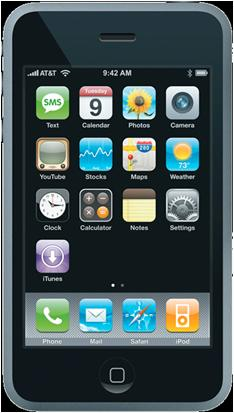 AT&T 9:42 AM
SMS Tuesday 9
Text Calendar Photos Camera
280 73°
YouTube Stocks Maps Weather
Clock Calculator Notes Settings
iTunes
Phone Mail Safari iPod